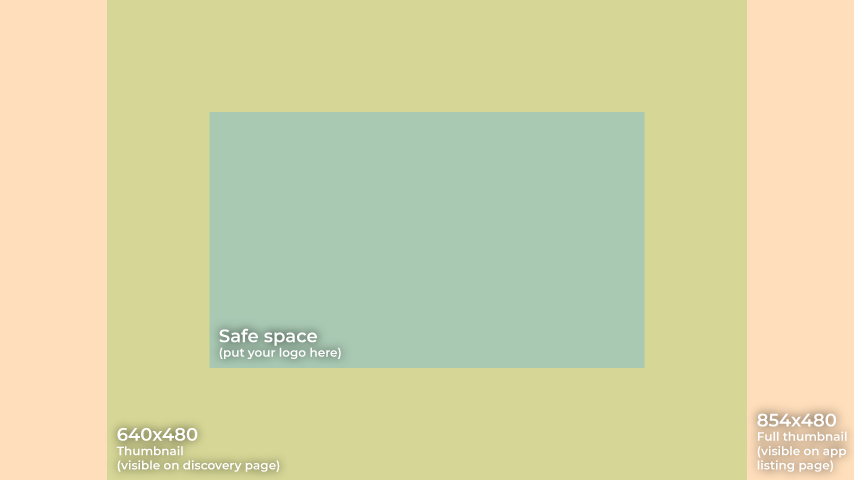 Safe space
(put your logo here)
640x480
Thumbnail
(visible on discovery page)
854x480
Full thumbnail
(visible on app
listing page)